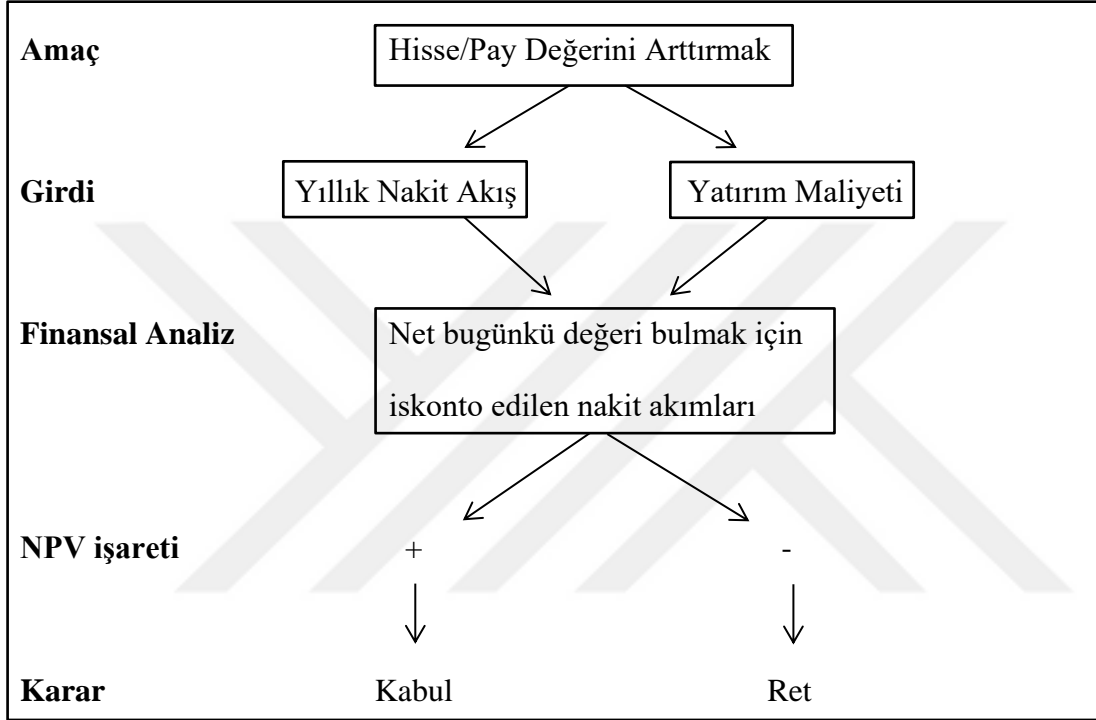 Amaç
Hisse/Pay Değerini Arttırmak
Girdi
Yıllık Nakit Akış
Yatırım Maliyeti
Finansal Analiz
Net bugünkü değeri bulmak için
iskonto edilen nakit akımları
NPV işareti
+
-
Karar
Kabul
Ret